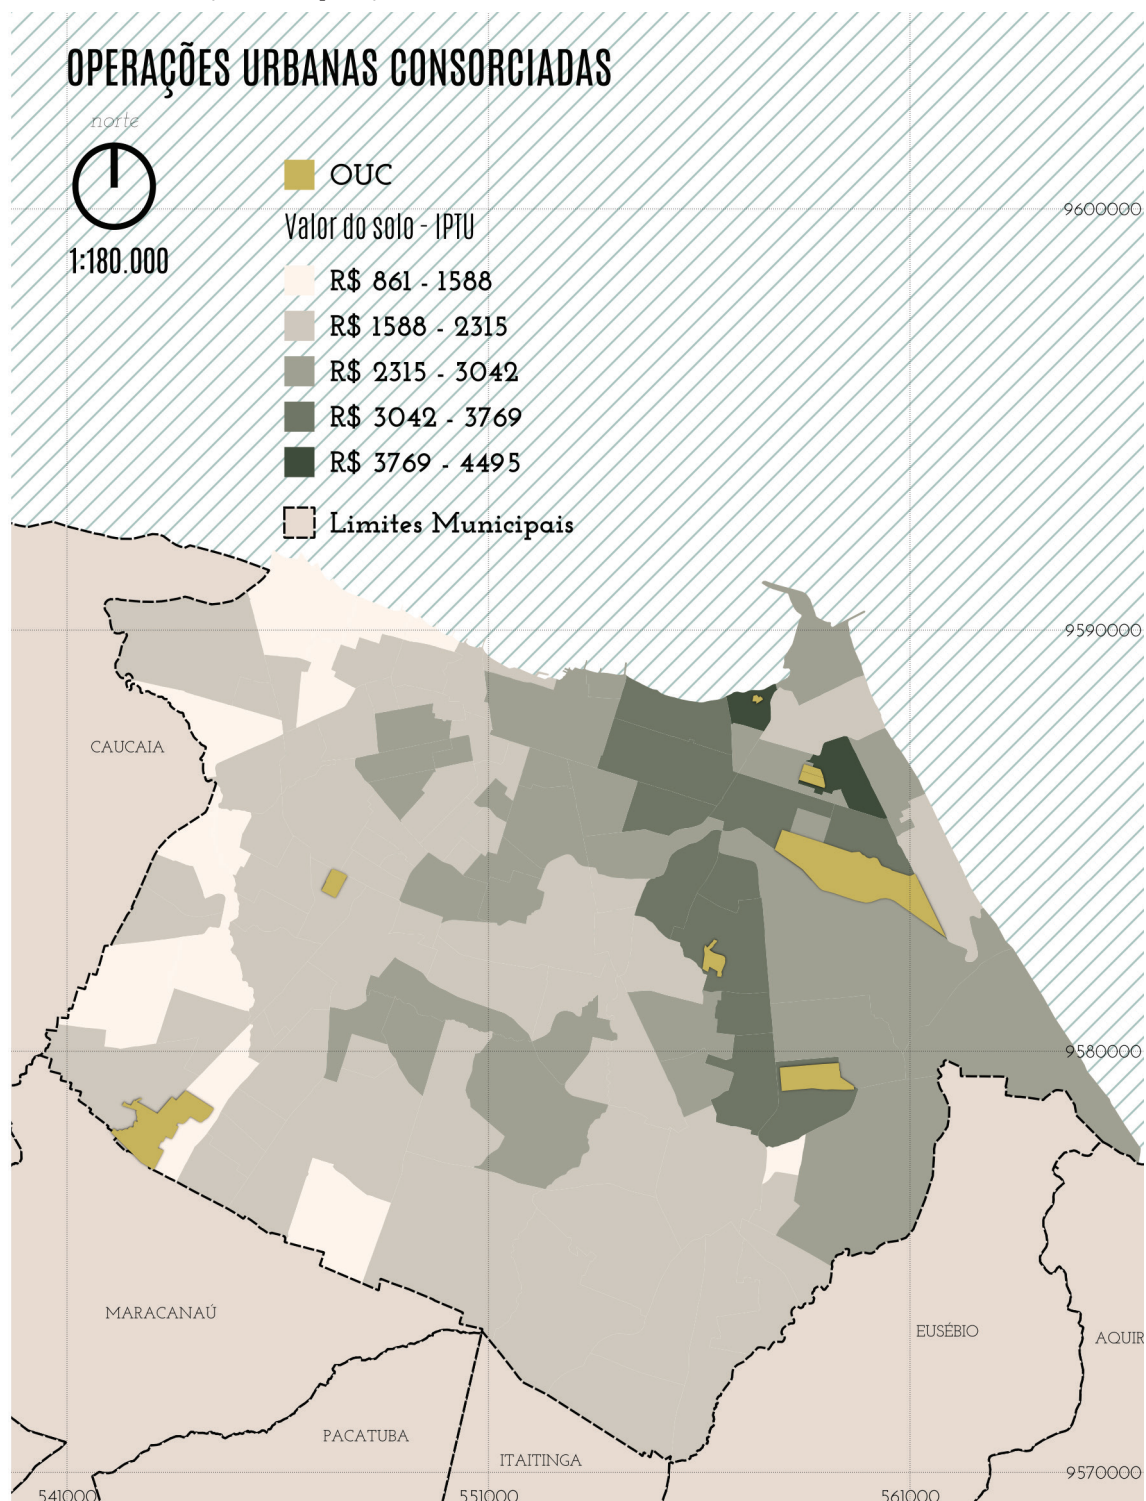 OPERAÇÕES URBANAS CONSORCIADAS
norte
1:180.000
OUC
Valor do solo - IPTU
R$ 861 - 1588
R$ 1588 - 2315
R$ 2315 - 3042
R$ 3042 - 3769
R$ 3769 - 4495
Limites Municipais
9600000
9590000
CAUCAIA
9580000
MARACANAÚ
EUSÉBIO
AQUIR
PACATUBA
ITAITINGA
9570000
541000
551000
561000